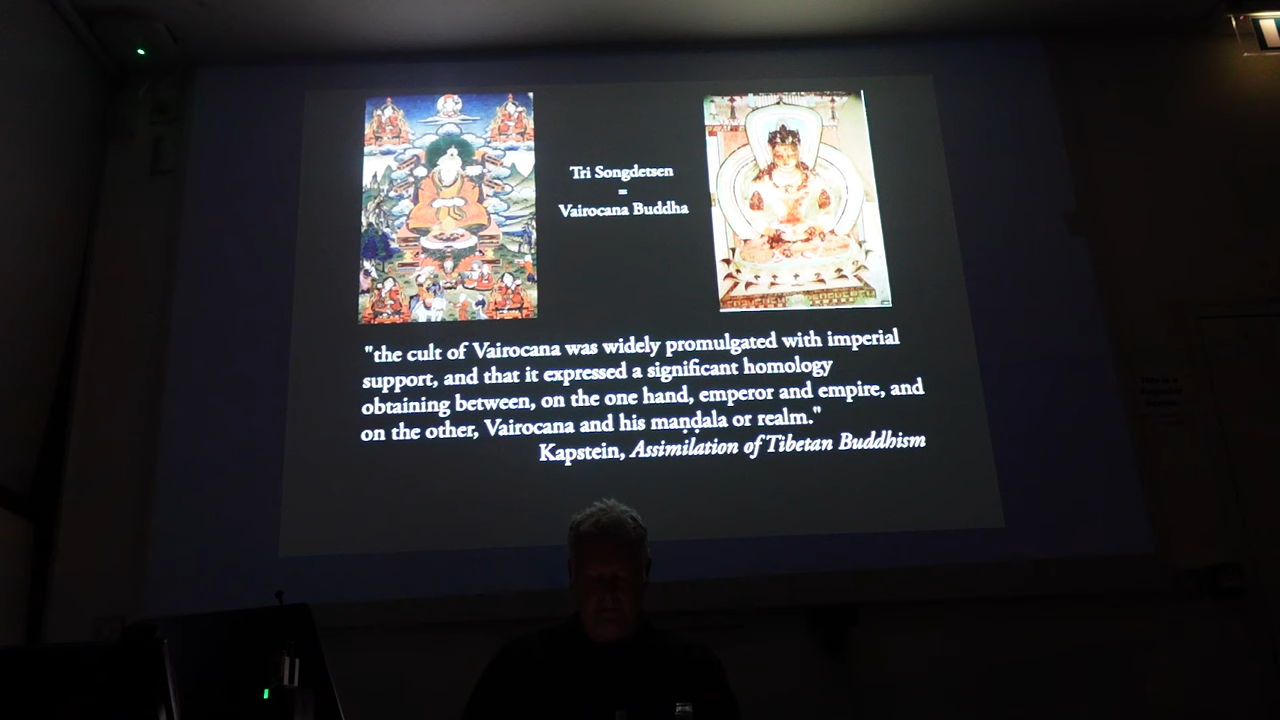 Tri Songdetsen
=
Vairocana Buddha
"the cult of Vairocana was widely promulgated with imperial
support, and that it expressed a significant homology
obtaining between, on the one hand, emperor and empire, and
on the other, Vairocana and his maṇḍala or realm."
Kapstein, Assimilation of Tibetan Buddhism